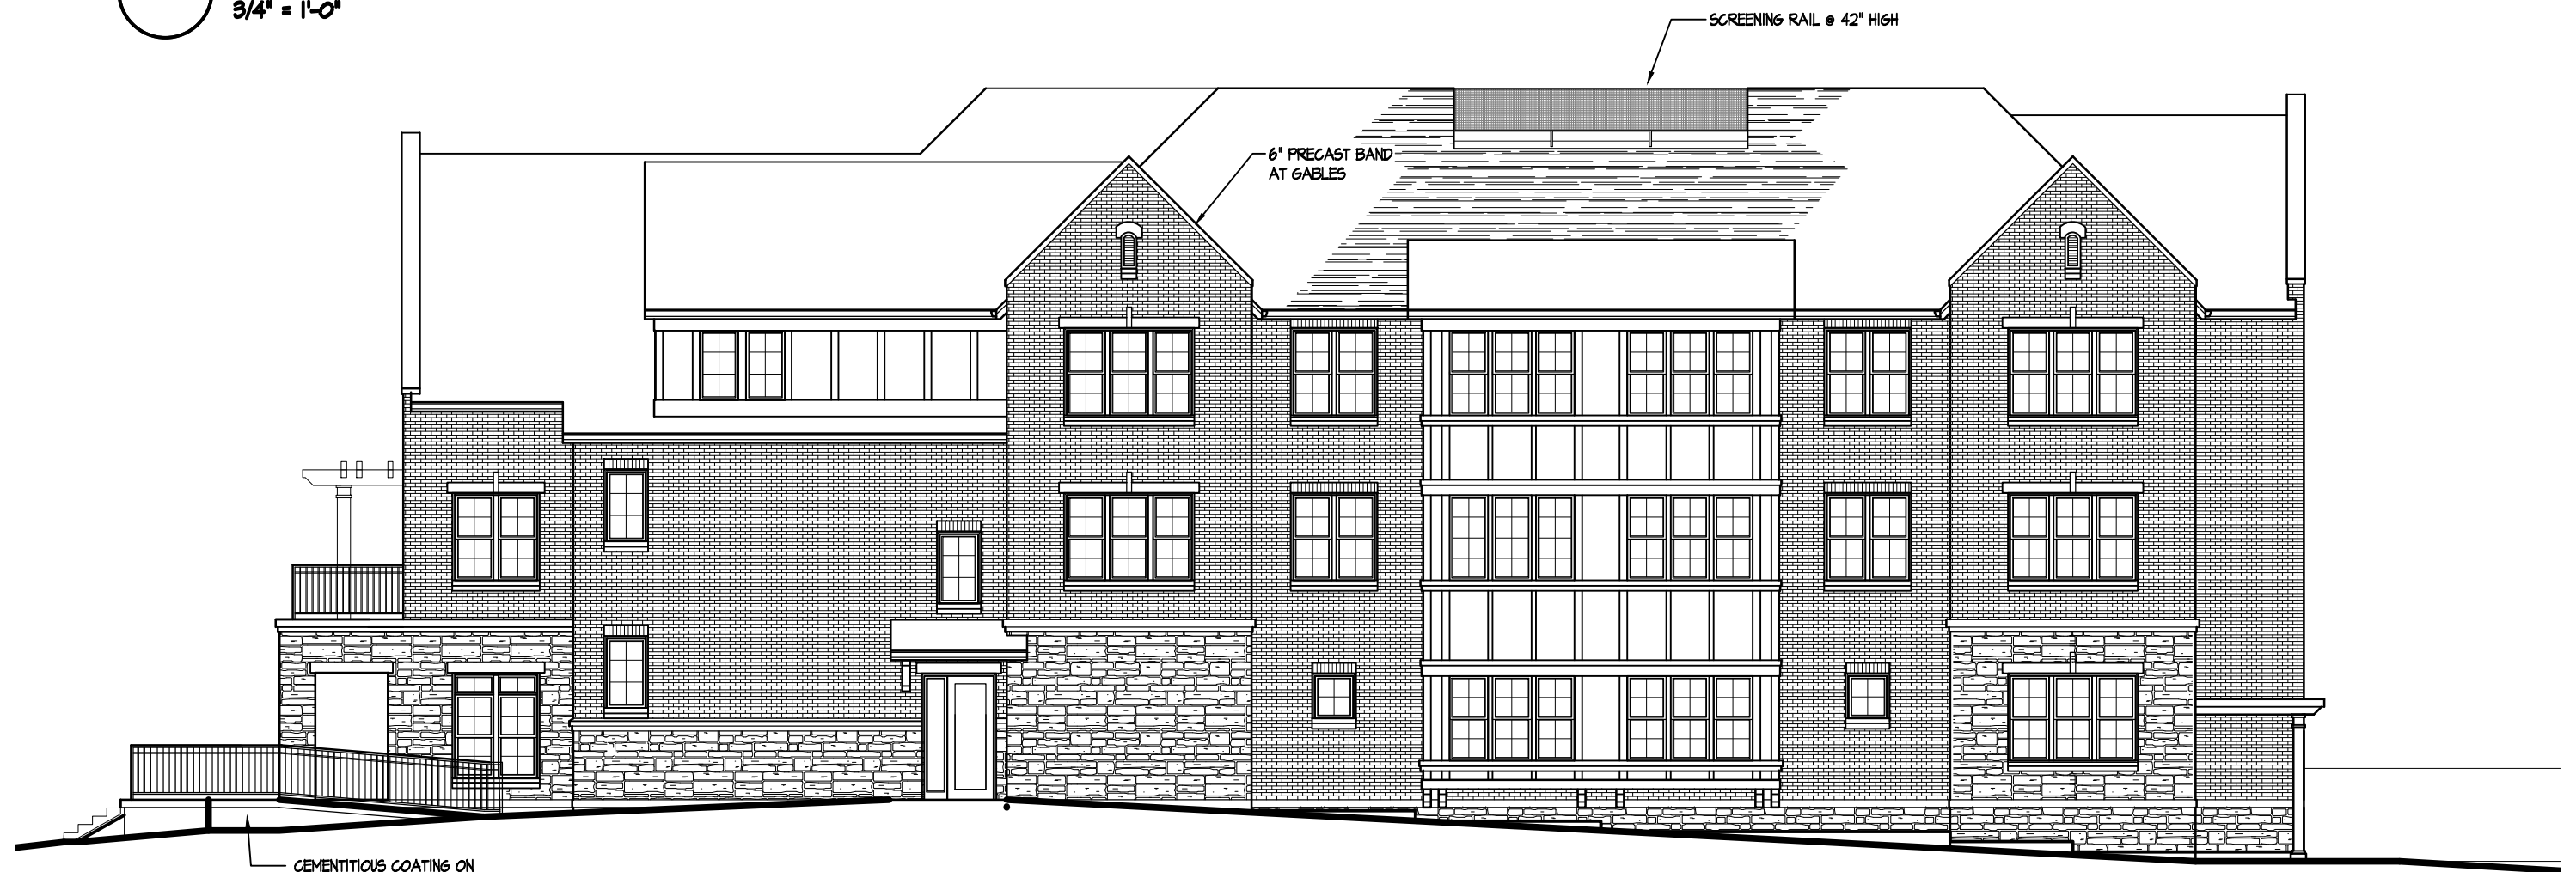 3/4" = 1'-0"
SCREENING RAIL @ 42" HIGH
6" PRECAST BAND
AT GABLES
CEMENTITIOUS COATING ON